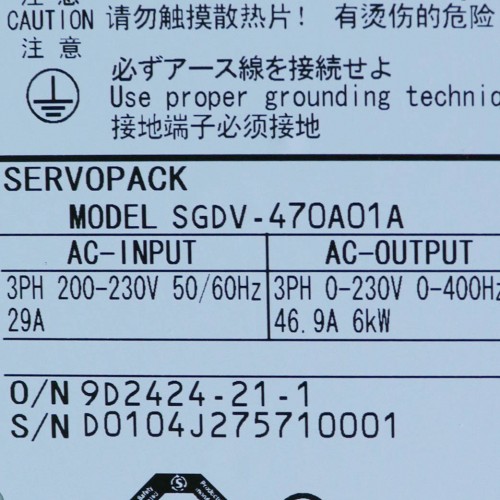 注 意
CAUTION 请勿触摸散热片！ 有烫伤的危险
注 意
必ずアース線を接続せよ
Use proper grounding technic
接地端子必须接地
SERVOPACK
MODEL SGDV-470A01A
AC-INPUT AC-OUTPUT
3PH 200-230V 50/60Hz 3PH 0-230V 0-400Hz
29A 46.9A 6kW
O/N 9D2424-21-1
S/N D0104J275710001
Safety